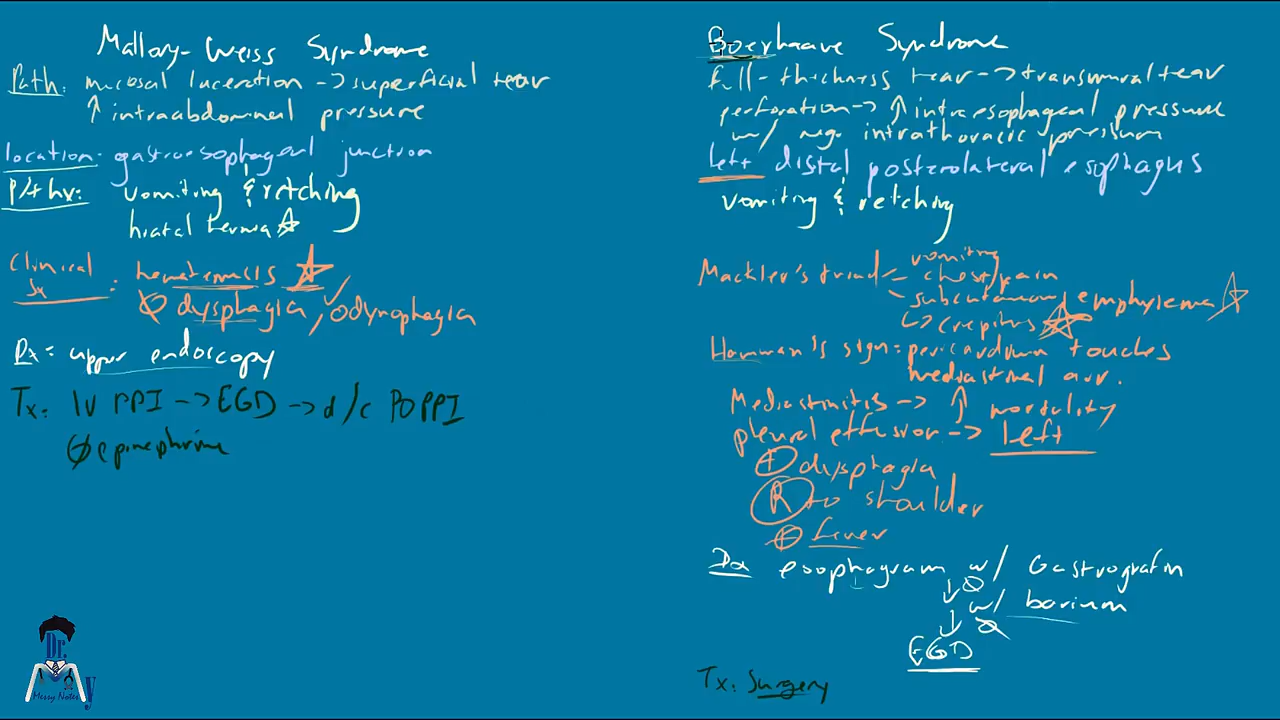 Mallory-Weiss Syndrome
Path: mucosal laceration -> superficial tear
↑ intraabdominal pressure
location: gastroesophageal junction
P/t hx: vomiting & retching
hiatal hernia ☆
Clinical Sx: hematemesis ☆
∅ dysphagia, ✓ odynophagia
Dx: upper endoscopy
Tx: IV PPI -> EGD -> d/c PO PPI
∅ epinephrine
Boerhaave Syndrome
full-thickness tear -> transmural tear
perforation -> ↑ intraesophageal pressure
w/ neg. intrathoracic pressure
left distal posterolateral esophagus
vomiting & retching
Mackler's triad - vomiting
- chest pain
- subcutaneous emphysema ☆
↳ crepitus ☆
Hamman's sign: pericardium touches
mediastinal air.
Mediastinitis -> ↑ mortality
pleural effusion -> left
⊕ dysphagia
Ⓡ to shoulder
⊕ fever
Dx esophagram w/ Gastrografin
↓ ∅
w/ barium
↓ ∅
EGD
Tx: Surgery
Dr.
Messy Notes
y